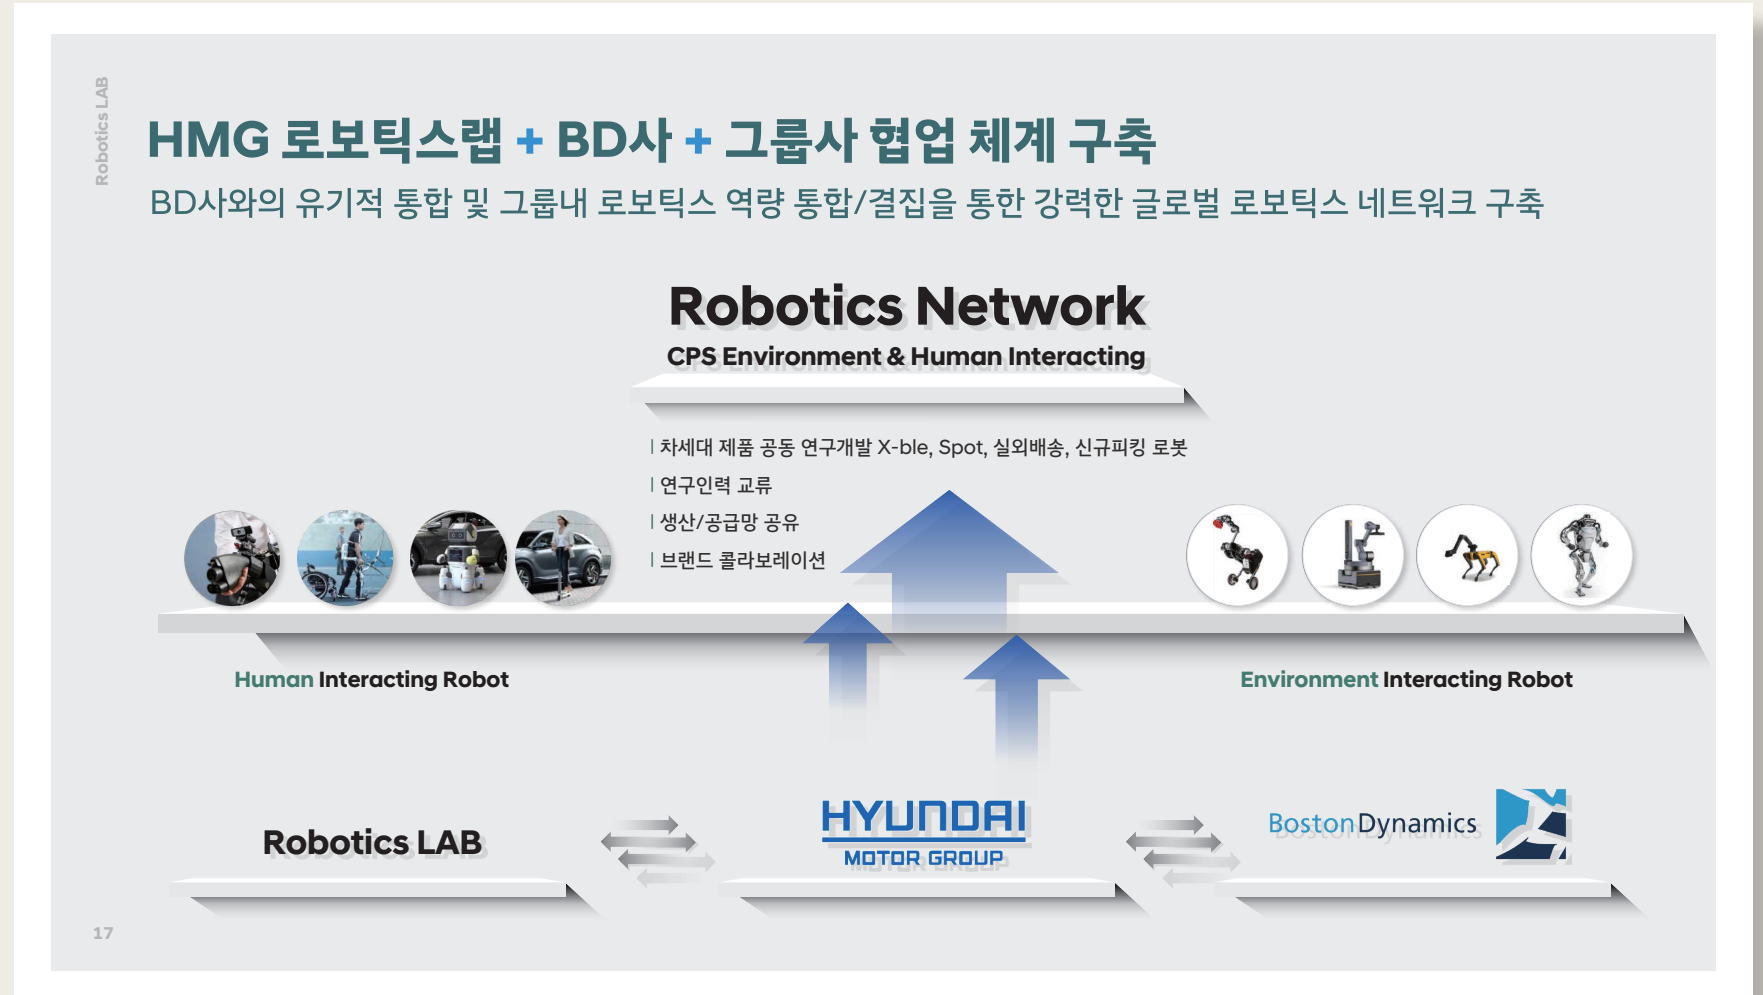 Robotics LAB
HMG 로보틱스랩 + BD사 + 그룹사 협업 체계 구축
BD사와의 유기적 통합 및 그룹내 로보틱스 역량 통합/결집을 통한 강력한 글로벌 로보틱스 네트워크 구축
Robotics Network
CPS Environment & Human Interacting
차세대 제품 공동 연구개발 X-ble, Spot, 실외배송, 신규피킹 로봇
연구인력 교류
생산/공급망 공유
브랜드 콜라보레이션
Human Interacting Robot
Environment Interacting Robot
Robotics LAB
HYUNDAI
MOTOR GROUP
BostonDynamics
17